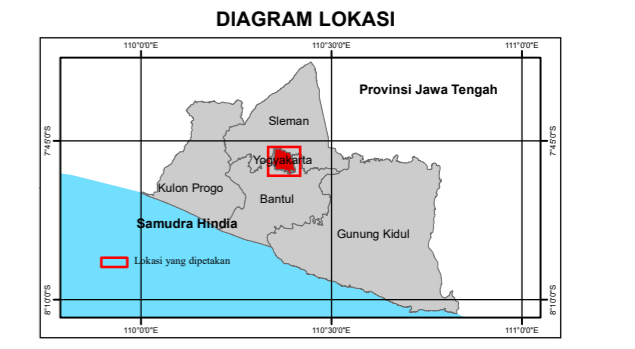 DIAGRAM LOKASI
110°0'0"E 110°30'0"E 111°0'0"E
Provinsi Jawa Tengah
Sleman
7°45'0"S 7°45'0"S
Yogyakarta
Kulon Progo
Bantul
Samudra Hindia
Gunung Kidul
Lokasi yang dipetakan
8°10'0"S 8°10'0"S
110°0'0"E 110°30'0"E 111°0'0"E